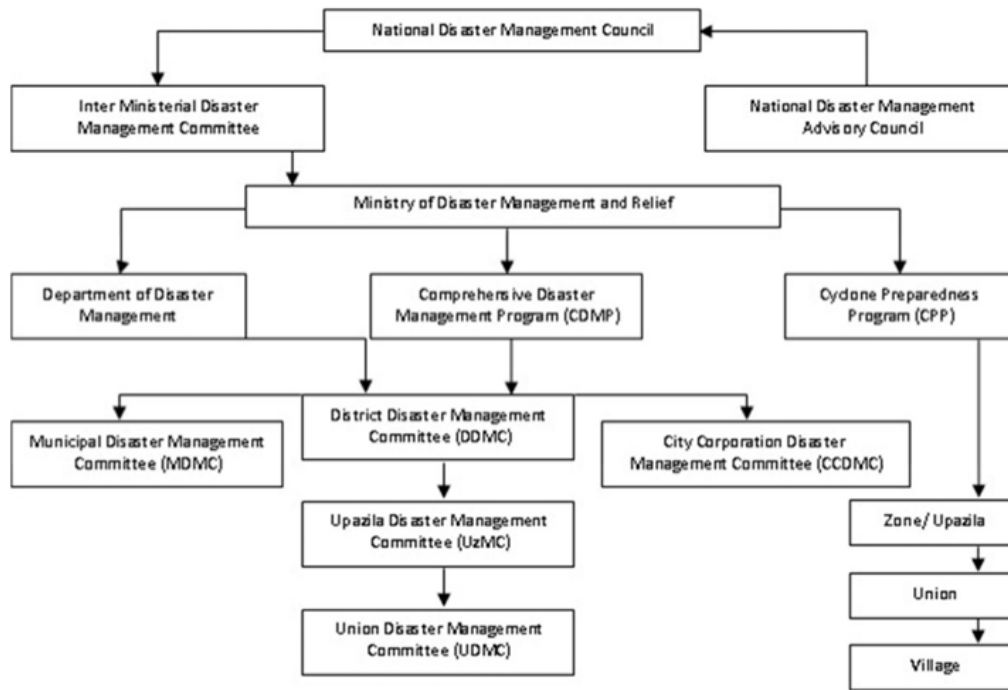 National Disaster Management Council
Inter Ministerial Disaster
Management Committee
National Disaster Management
Advisory Council
Ministry of Disaster Management and Relief
Department of Disaster
Management
Comprehensive Disaster
Management Program (CDMP)
Cyclone Preparedness
Program (CPP)
Municipal Disaster Management
Committee (MDMC)
District Disaster Management
Committee (DDMC)
City Corporation Disaster
Management Committee (CCDMC)
Upazila Disaster Management
Committee (UzMC)
Zone/ Upazila
Union
Union Disaster Management
Committee (UDMC)
Village